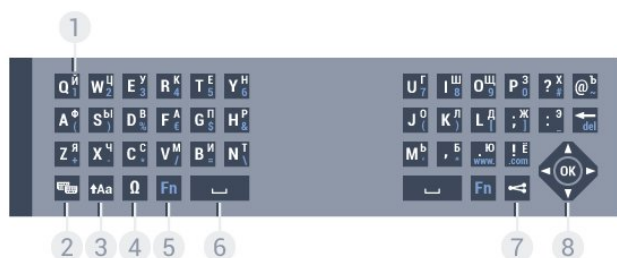 1
Q Й 1 W Ц 2 E У 3 R К 4 T Е 5 Y Н 6 U Г 7 I Ш 8 O Щ 9 P З 0 ? Х # @ Ъ ~
A Ф ( S Ы ) D В % F А € G П $ H Р & J О ( K Л ) L Д [ ; Ж ] : Э _ del
Z Я + X Ч - C С * V М / B И = N Т \ M Ь . , Б * . Ю www. ! Ё .com
Aa Ω Fn Fn OK
2 3 4 5 6 7 8